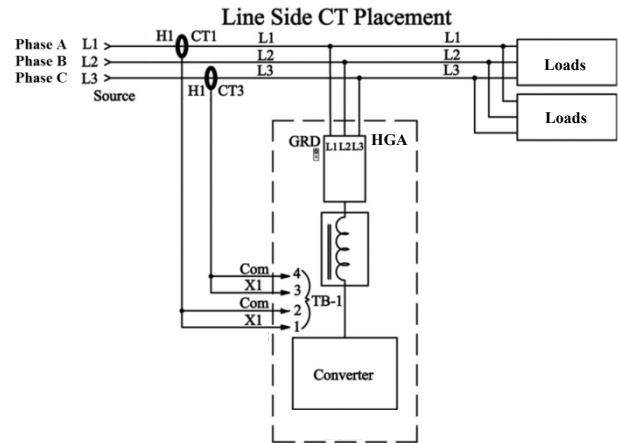 Line Side CT Placement
H1 CT1 L1 L1
Phase A L1
Phase B L2 L2 L2
Phase C L3 L3 L3
Source
H1 CT3
Loads
Loads
GRD L1 L2 L3 HGA
Com 4
X1 3
TB-1
Com 2
X1 1
Converter